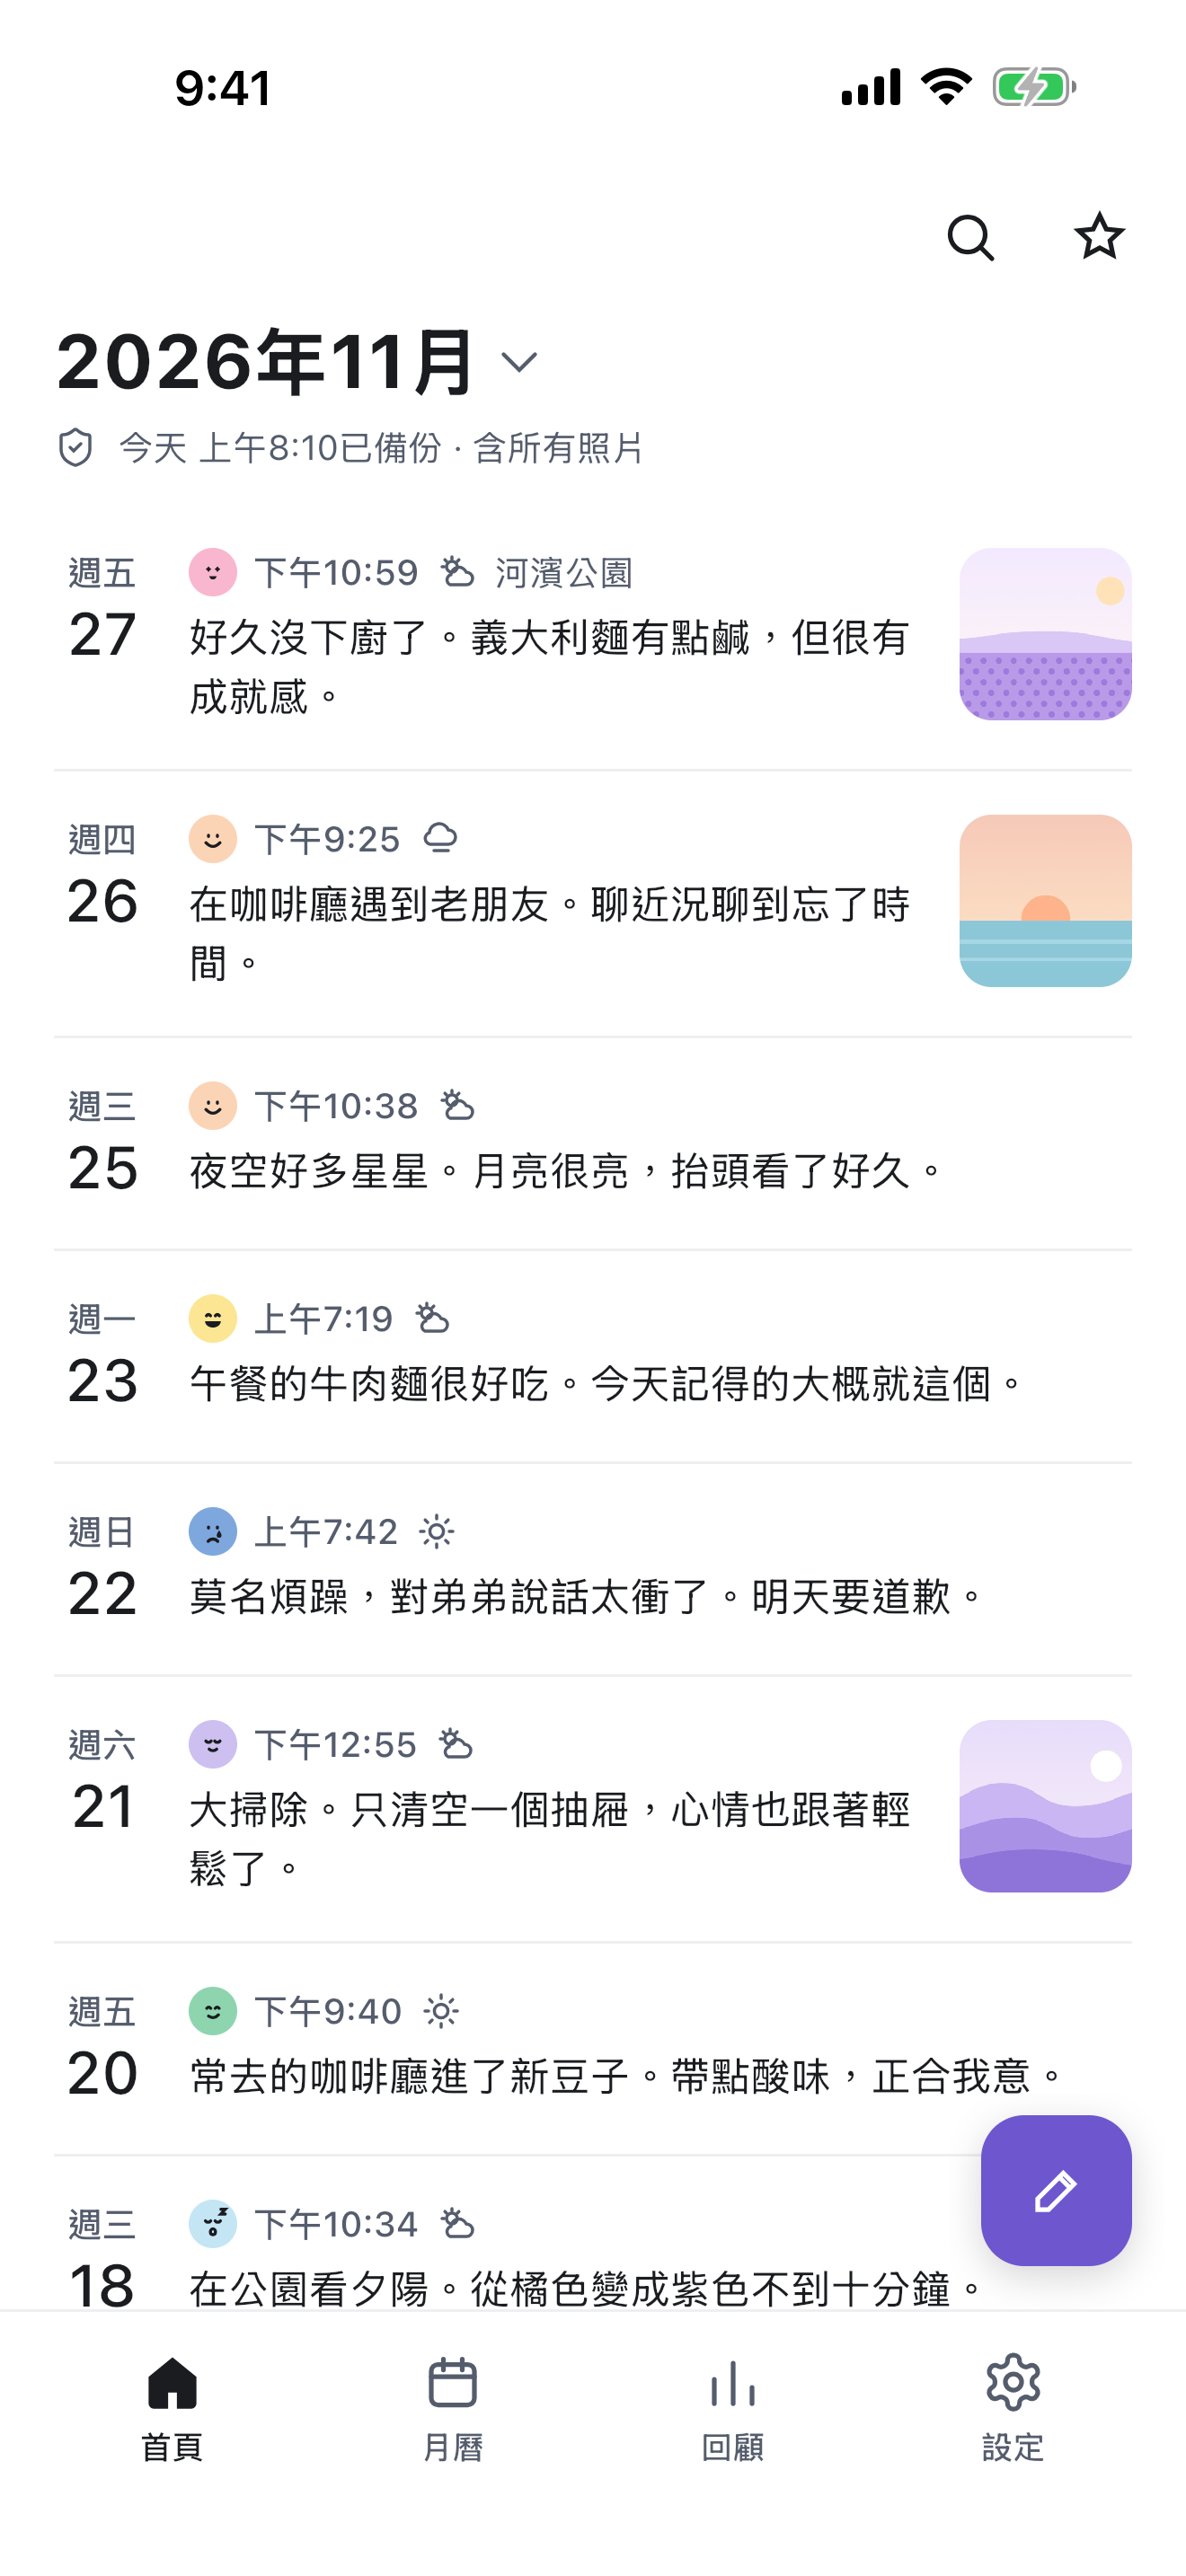 9:41
2026年11月
今天 上午8:10已備份 · 含所有照片
週五 下午10:59 河濱公園
27 好久沒下廚了。義大利麵有點鹹，但很有
成就感。
週四 下午9:25
26 在咖啡廳遇到老朋友。聊近況聊到忘了時
間。
週三 下午10:38
25 夜空好多星星。月亮很亮，抬頭看了好久。
週一 上午7:19
23 午餐的牛肉麵很好吃。今天記得的大概就這個。
週日 上午7:42
22 莫名煩躁，對弟弟說話太衝了。明天要道歉。
週六 下午12:55
21 大掃除。只清空一個抽屜，心情也跟著輕
鬆了。
週五 下午9:40
20 常去的咖啡廳進了新豆子。帶點酸味，正合我意。
週三 下午10:34
18 在公園看夕陽。從橘色變成紫色不到十分鐘。
首頁 月曆 回顧 設定